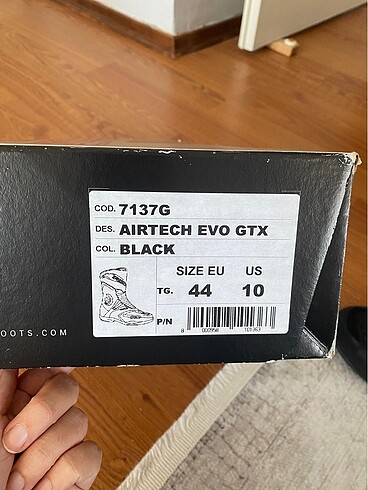 COD. 7137G
DES. AIRTECH EVO GTX
COL. BLACK
SIZE EU US
TG. 44 10
P/N
OOTS.COM